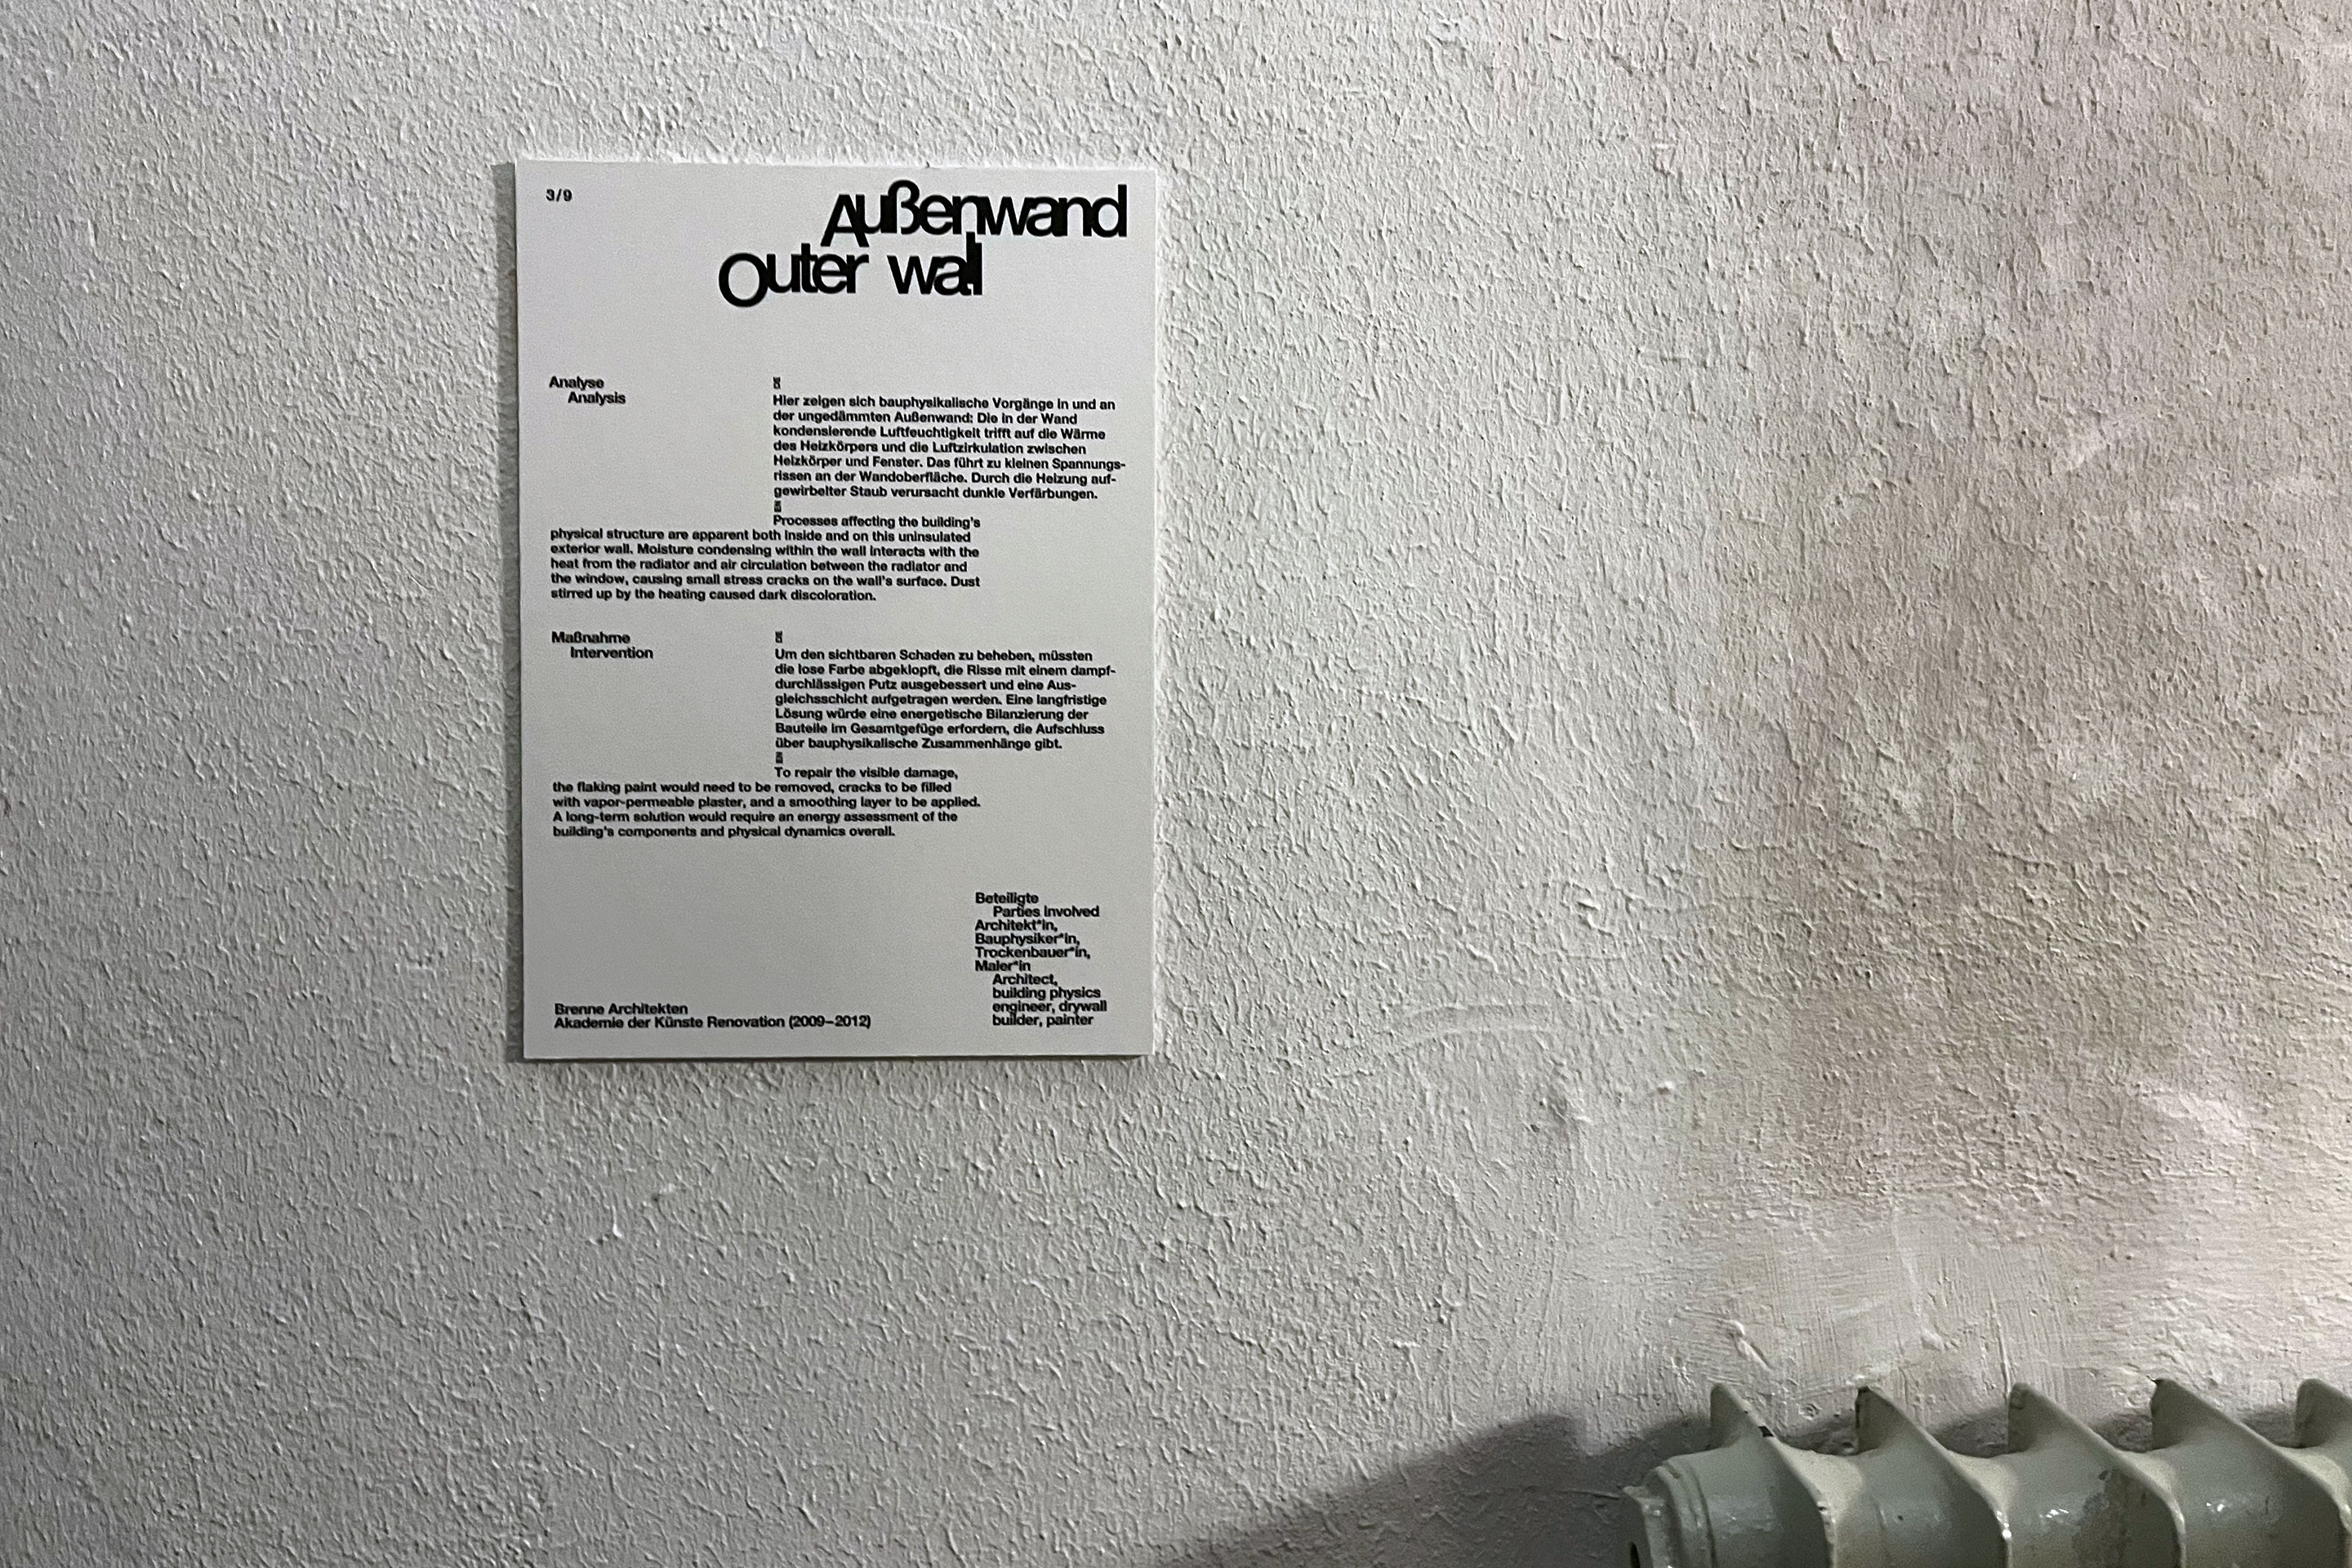 3/9
Außenwand
Outer wall
Analyse
Analysis
Hier zeigen sich bauphysikalische Vorgänge in und an
der ungedämmten Außenwand: Die in der Wand
kondensierende Luftfeuchtigkeit trifft auf die Wärme
des Heizkörpers und die Luftzirkulation zwischen
Heizkörper und Fenster. Das führt zu kleinen Spannungs-
rissen an der Wandoberfläche. Durch die Heizung auf-
gewirbelter Staub verursacht dunkle Verfärbungen.
Processes affecting the building's
physical structure are apparent both inside and on this uninsulated
exterior wall. Moisture condensing within the wall interacts with the
heat from the radiator and air circulation between the radiator and
the window, causing small stress cracks on the wall's surface. Dust
stirred up by the heating caused dark discoloration.
Maßnahme
Intervention
Um den sichtbaren Schaden zu beheben, müssten
die lose Farbe abgeklopft, die Risse mit einem dampf-
durchlässigen Putz ausgebessert und eine Aus-
gleichsschicht aufgetragen werden. Eine langfristige
Lösung würde eine energetische Bilanzierung der
Bauteile im Gesamtgefüge erfordern, die Aufschluss
über bauphysikalische Zusammenhänge gibt.
To repair the visible damage,
the flaking paint would need to be removed, cracks to be filled
with vapor-permeable plaster, and a smoothing layer to be applied.
A long-term solution would require an energy assessment of the
building's components and physical dynamics overall.
Beteiligte
Parties involved
Architekt*in,
Bauphysiker*in,
Trockenbauer*in,
Maler*in
Architect,
building physics
engineer, drywall
builder, painter
Brenne Architekten
Akademie der Künste Renovation (2009–2012)